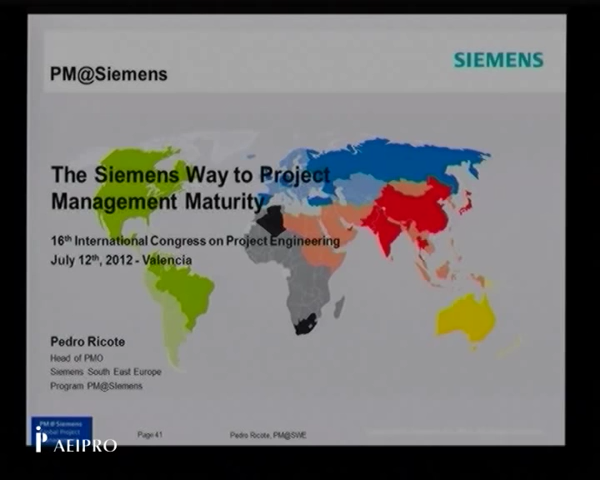 SIEMENS
PM@Siemens
The Siemens Way to Project
Management Maturity
16th International Congress on Project Engineering
July 12th, 2012 - Valencia
Pedro Ricote
Head of PMO
Siemens South East Europe
Program PM@Siemens
PM@Siemens
AEIPRO
Page 41
Pedro Ricote, PM@SWE